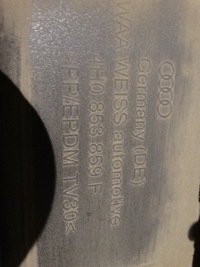 Germany (DE)
WAA WEISS automotive
4H0 853 859 F
PP/EPDM TV30<